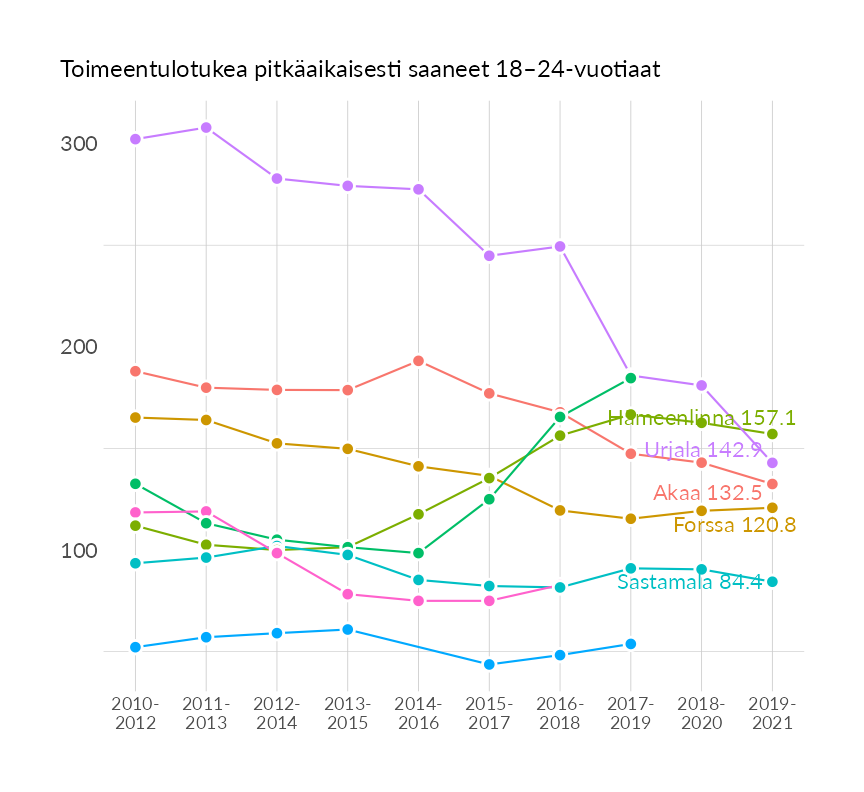 Toimeentulotukea pitkäaikaisesti saaneet 18–24-vuotiaat
300
200
100
Hämeenlinna 157.1
Urjala 142.9
Akaa 132.5
Forssa 120.8
Sastamala 84.4
2010- 2011- 2012- 2013- 2014- 2015- 2016- 2017- 2018- 2019-
2012 2013 2014 2015 2016 2017 2018 2019 2020 2021